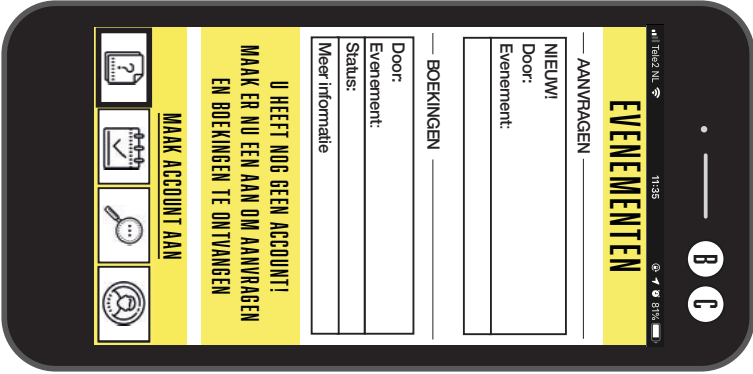 B C
Tele2 NL 11:35 81%
EVENEMENTEN
AANVRAGEN
NIEUW!
Door:
Evenement:
BOEKINGEN
Door:
Evenement:
Status:
Meer informatie
U HEEFT NOG GEEN ACCOUNT!
MAAK ER NU EEN AAN OM AANVRAGEN
EN BOEKINGEN TE ONTVANGEN
MAAK ACCOUNT AAN
?